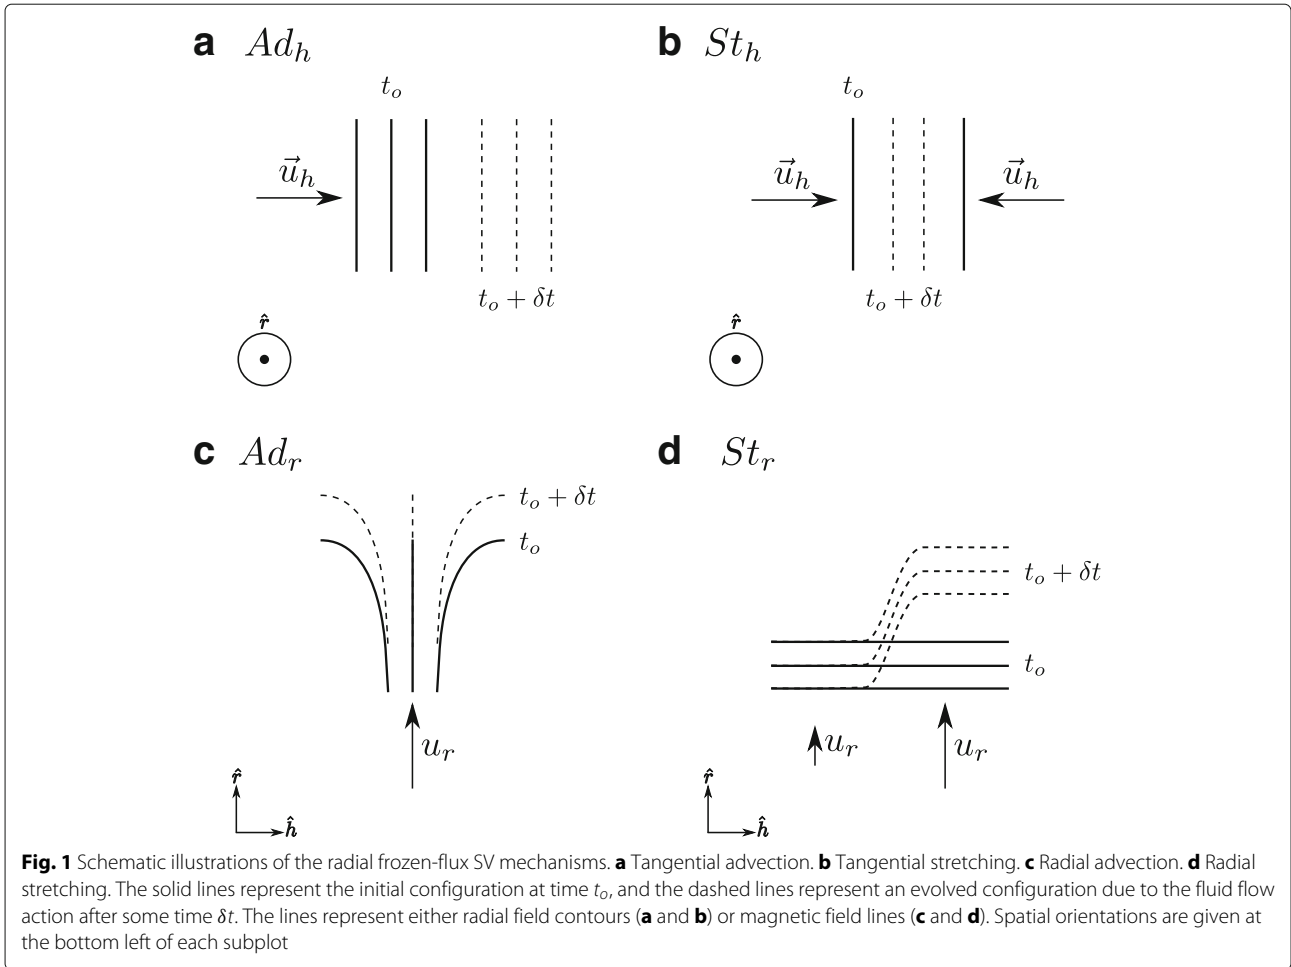 a Ad_h
t_o
u⃗_h
t_o + δt
r̂
b St_h
t_o
u⃗_h
u⃗_h
t_o + δt
r̂
c Ad_r
t_o + δt
t_o
u_r
r̂
ĥ
d St_r
t_o + δt
t_o
u_r
u_r
r̂
ĥ
Fig. 1 Schematic illustrations of the radial frozen-flux SV mechanisms. a Tangential advection. b Tangential stretching. c Radial advection. d Radial
stretching. The solid lines represent the initial configuration at time t_o, and the dashed lines represent an evolved configuration due to the fluid flow
action after some time δt. The lines represent either radial field contours (a and b) or magnetic field lines (c and d). Spatial orientations are given at
the bottom left of each subplot